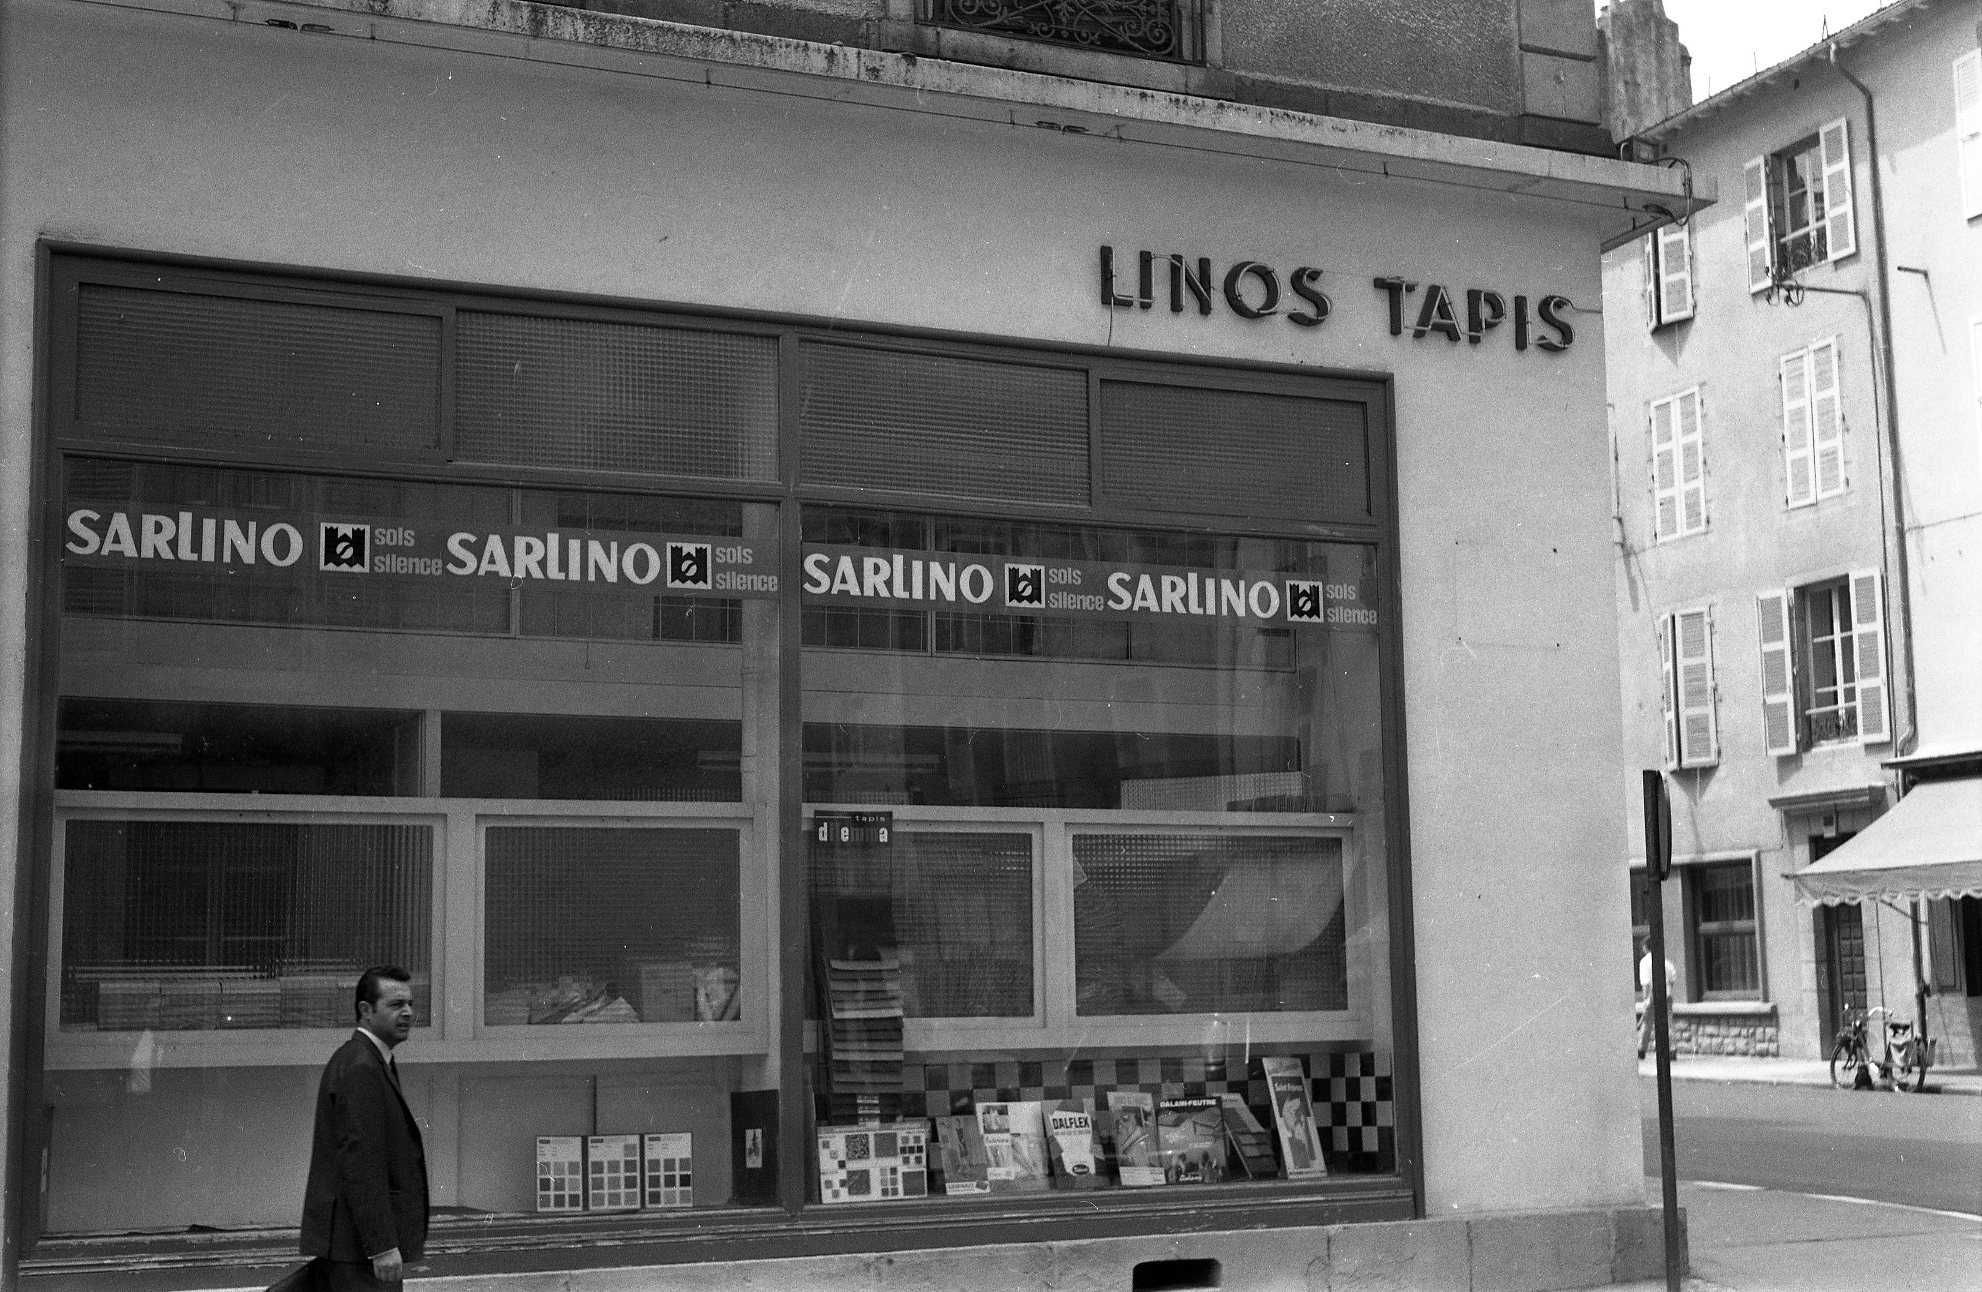 LINOS TAPIS
SARLINO sols silence SARLINO sols silence SARLINO sols silence SARLINO sols silence
tapis
dilemma
DALFLEX
DALAMI-FEUTRE